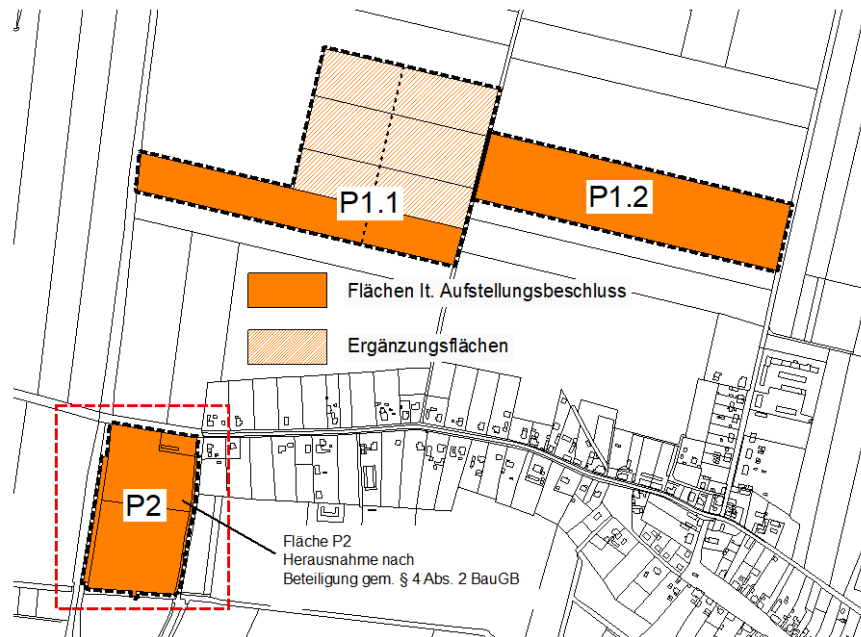 P1.1
P1.2
Flächen lt. Aufstellungsbeschluss
Ergänzungsflächen
P2
Fläche P2
Herausnahme nach
Beteiligung gem. § 4 Abs. 2 BauGB